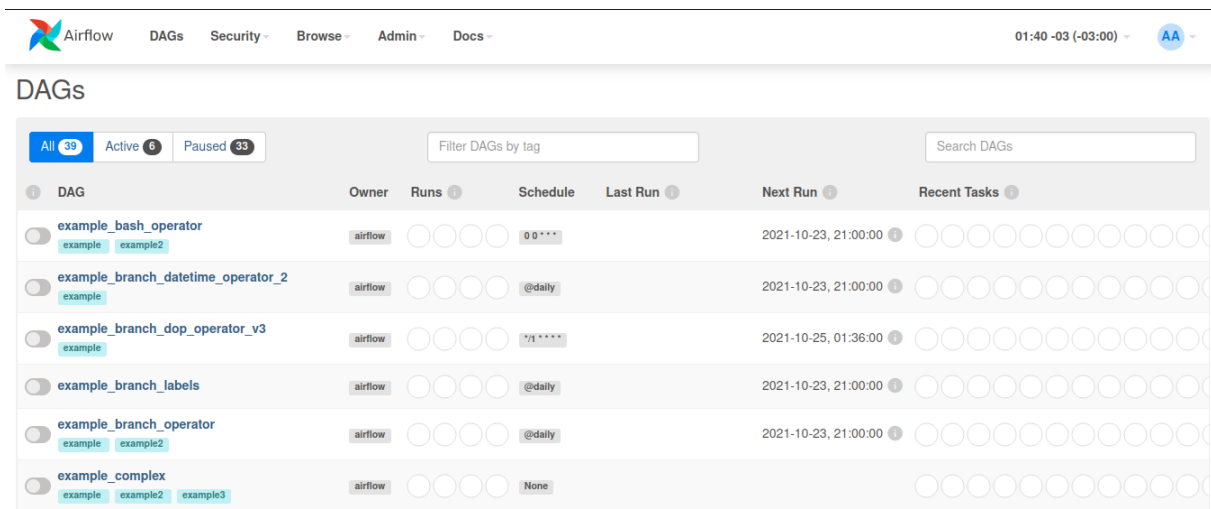 Airflow DAGs Security Browse Admin Docs 01:40 -03 (-03:00) AA
DAGs
All 39 Active 6 Paused 33 Filter DAGs by tag Search DAGs
DAG Owner Runs Schedule Last Run Next Run Recent Tasks
example_bash_operator
example example2
airflow 0 0 * * * 2021-10-23, 21:00:00
example_branch_datetime_operator_2
example
airflow @daily 2021-10-23, 21:00:00
example_branch_dop_operator_v3
example
airflow */1 * * * * 2021-10-25, 01:36:00
example_branch_labels airflow @daily 2021-10-23, 21:00:00
example_branch_operator
example example2
airflow @daily 2021-10-23, 21:00:00
example_complex
example example2 example3
airflow None